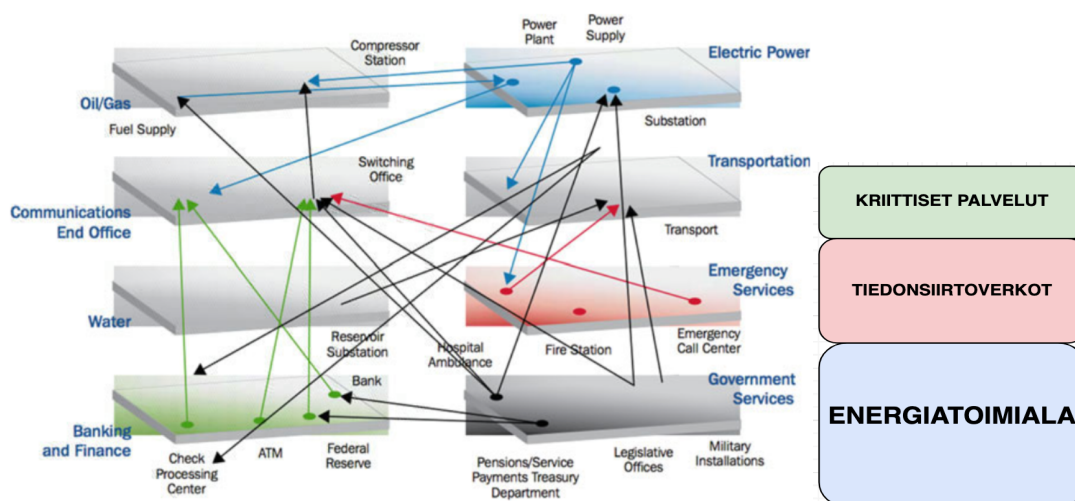 Power
Plant
Power
Supply
Compressor
Station
Electric Power
Oil/Gas
Fuel Supply
Substation
Switching
Office
Transportation
Communications
End Office
Transport
KRIITTISET PALVELUT
Emergency
Services
TIEDONSIIRTOVERKOT
Water
Reservoir
Substation
Hospital
Ambulance
Fire Station
Emergency
Call Center
Bank
Government
Services
ENERGIATOIMIALA
Banking
and Finance
Check
Processing
Center
ATM
Federal
Reserve
Pensions/Service
Payments Treasury
Department
Legislative
Offices
Military
Installations